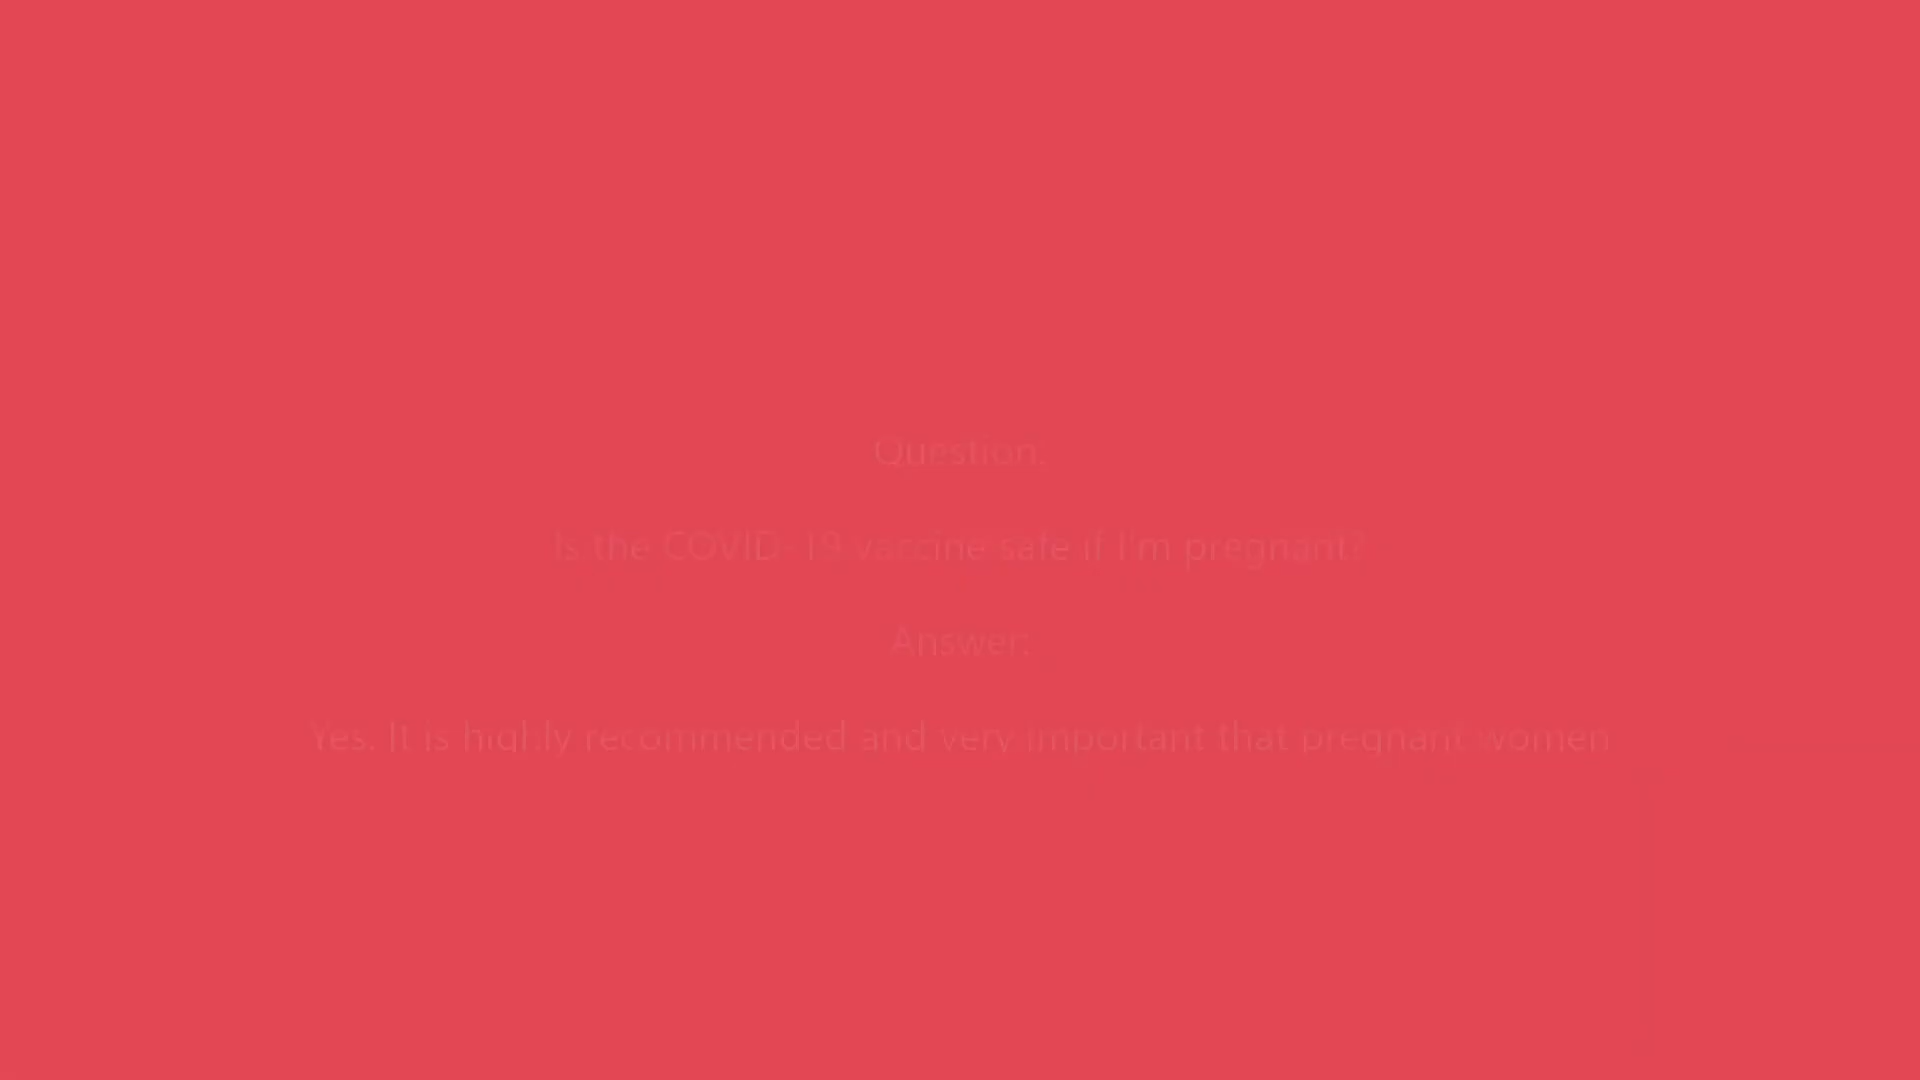 Question:
Is the COVID-19 vaccine safe if I'm pregnant?
Answer:
Yes. It is highly recommended and very important that pregnant women